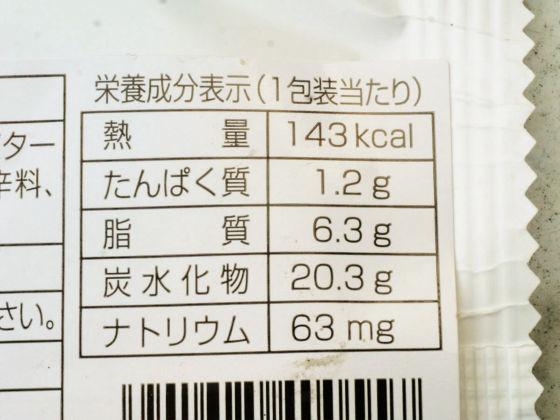 栄養成分表示(1包装当たり)
熱量 143kcal
たんぱく質 1.2g
脂質 6.3g
炭水化物 20.3g
ナトリウム 63mg
ター
辛料、
さい。